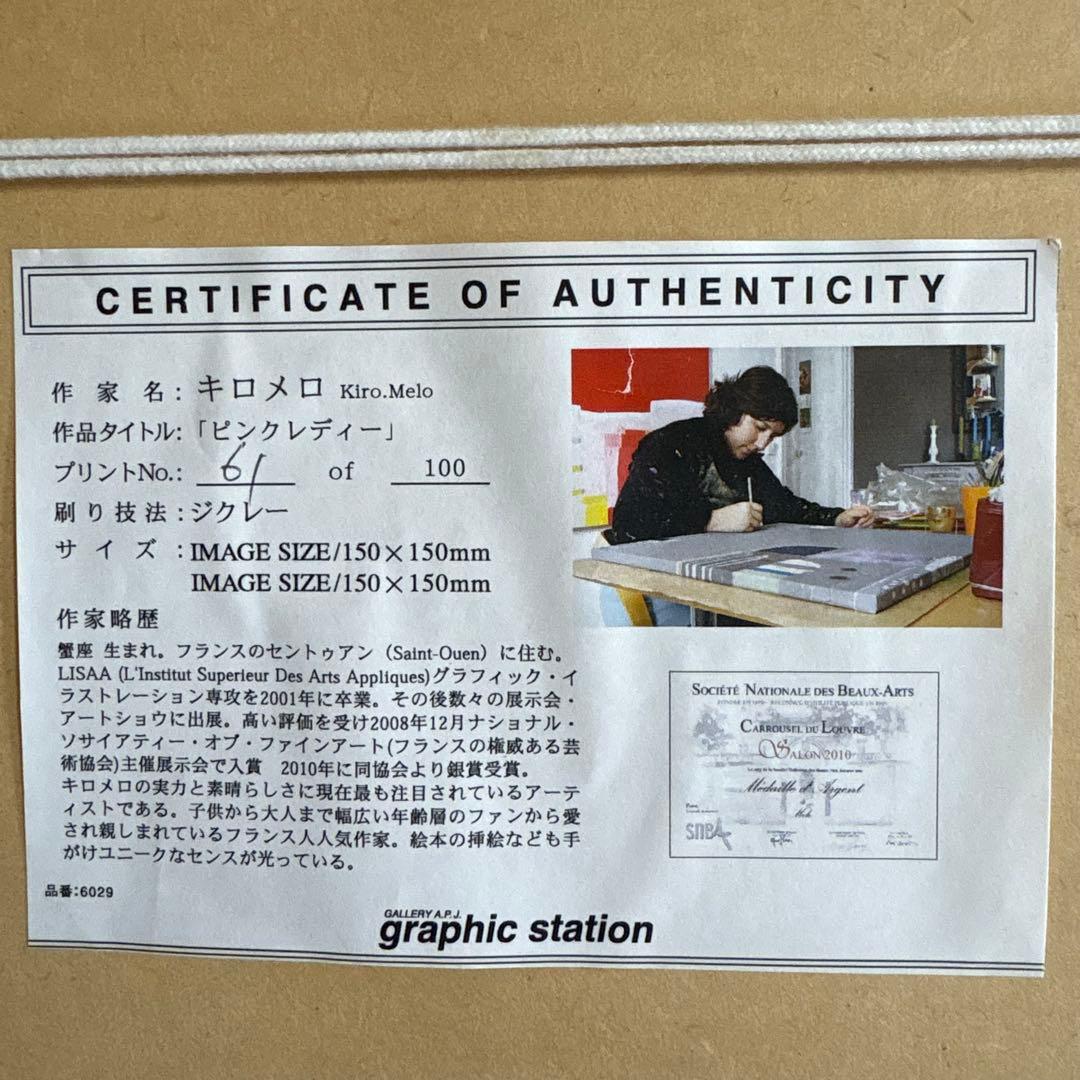 CERTIFICATE OF AUTHENTICITY
作家名:キロメロ Kiro.Melo
作品タイトル:「ピンクレディー」
プリントNo.: 61 of 100
刷り技法:ジクレー
サイズ:IMAGE SIZE/150×150mm
IMAGE SIZE/150×150mm
作家略歴
蟹座 生まれ。フランスのセントゥアン(Saint-Ouen)に住む。
LISAA (L'Institut Superieur Des Arts Appliques)グラフィック・イ
ラストレーション専攻を2001年に卒業。その後数々の展示会・
アートショウに出展。高い評価を受け2008年12月ナショナル・
ソサイアティー・オブ・ファインアート(フランスの権威ある芸
術協会)主催展示会で入賞 2010年に同協会より銀賞受賞。
キロメロの実力と素晴らしさに現在最も注目されているアーテ
ィストである。子供から大人まで幅広い年齢層のファンから愛
され親しまれているフランス人人気作家。絵本の挿絵なども手
がけユニークなセンスが光っている。
品番:6029
SOCIÉTÉ NATIONALE DES BEAUX-ARTS
CARROUSEL DU LOUVRE
SALON 2010
Médaille d'Argent
SNBA
GALLERY A.P.J.
graphic station